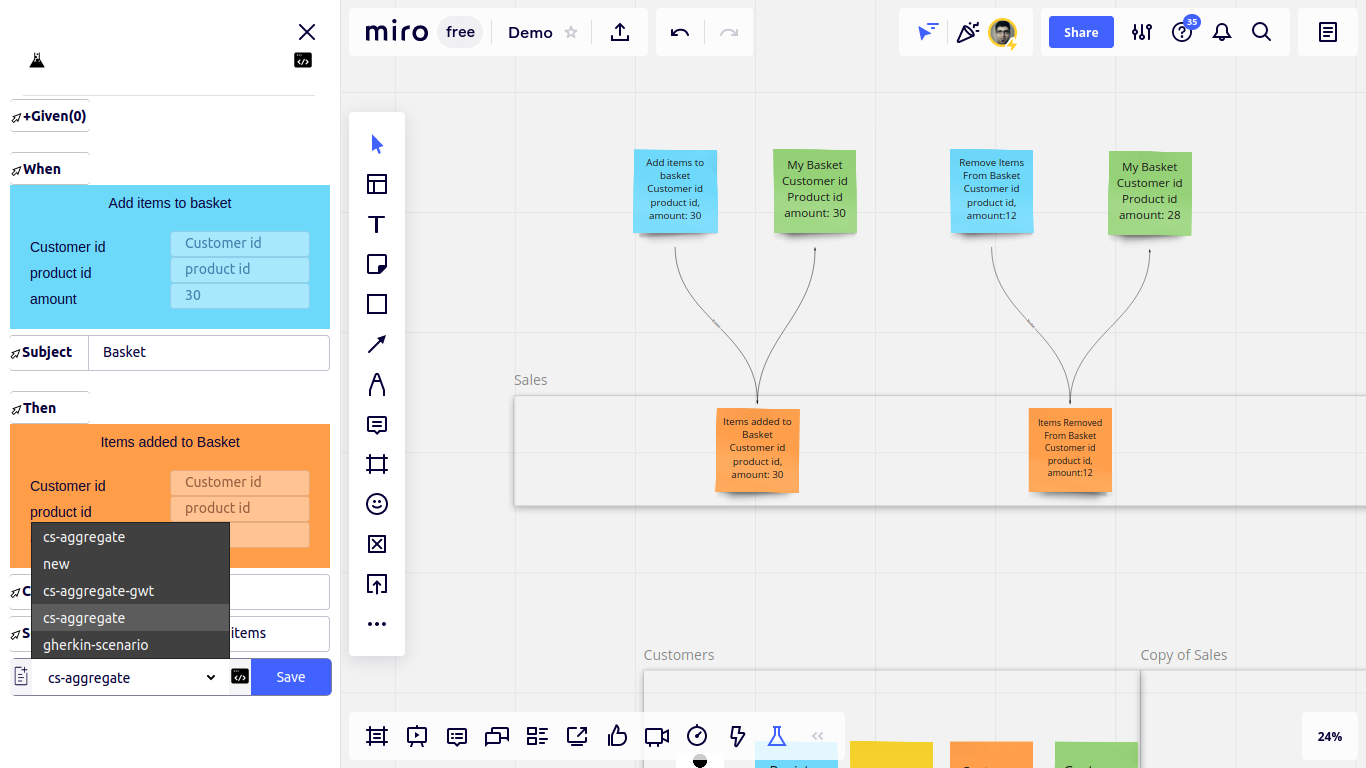 miro
free
Demo
Share
35
+Given(0)
When
Add items to basket
Customer id
Customer id
product id
product id
amount
30
Subject
Basket
Then
Items added to Basket
Customer id
Customer id
product id
product id
cs-aggregate
new
cs-aggregate-gwt
cs-aggregate
gherkin-scenario
C
S
items
cs-aggregate
Save
Add items to
basket
Customer id
product id,
amount: 30
My Basket
Customer id
Product id
amount: 30
Remove Items
From Basket
Customer id
product id,
amount:12
My Basket
Customer id
Product id
amount: 28
Sales
Items added to
Basket
Customer id
product id,
amount: 30
Items Removed
From Basket
Customer id
product id,
amount:12
Customers
Copy of Sales
24%